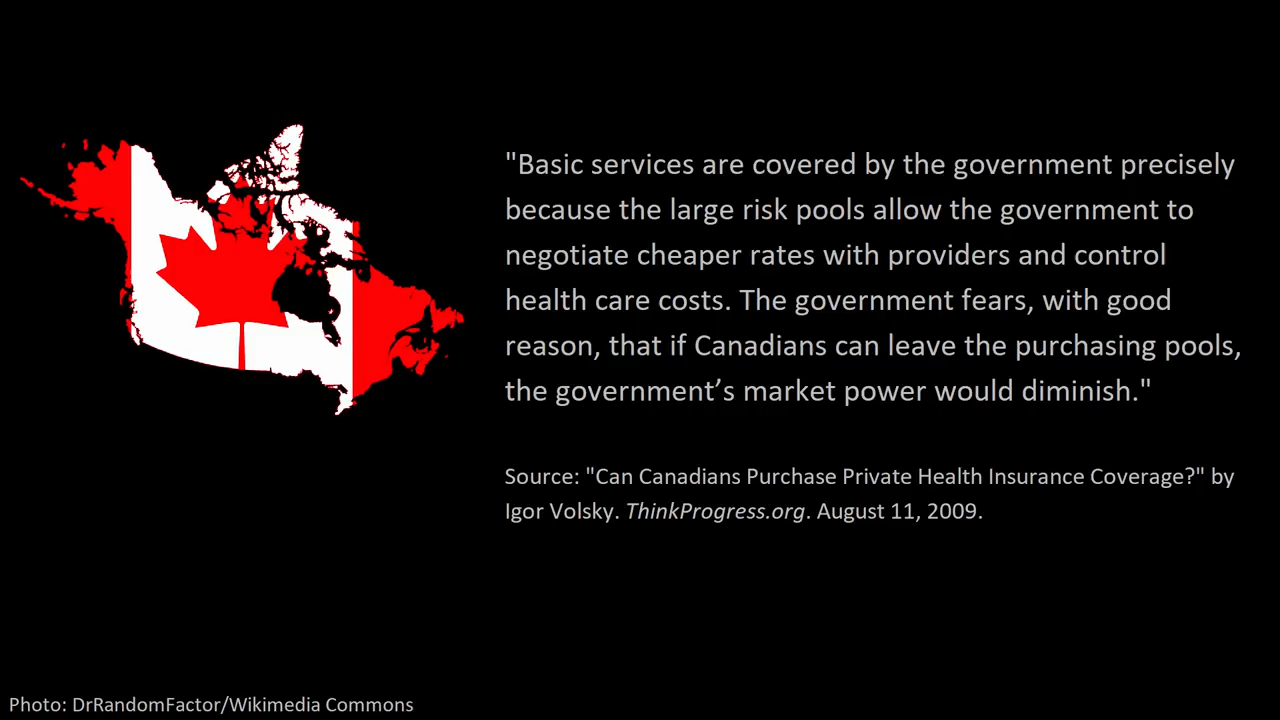 "Basic services are covered by the government precisely
because the large risk pools allow the government to
negotiate cheaper rates with providers and control
health care costs. The government fears, with good
reason, that if Canadians can leave the purchasing pools,
the government’s market power would diminish."
Source: "Can Canadians Purchase Private Health Insurance Coverage?" by
Igor Volsky. ThinkProgress.org. August 11, 2009.
Photo: DrRandomFactor/Wikimedia Commons